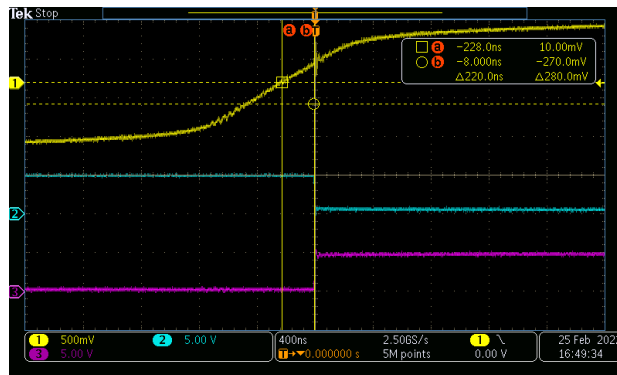 Tek Stop
T
a b T
a -228.0ns 10.00mV
b -8.000ns -270.0mV
Δ220.0ns Δ280.0mV
1
2
3
1 500mV 2 5.00 V 400ns 2.50GS/s 1 \ 25 Feb 202
3 5.00 V T→▼0.000000 s 5M points 0.00 V 16:49:34